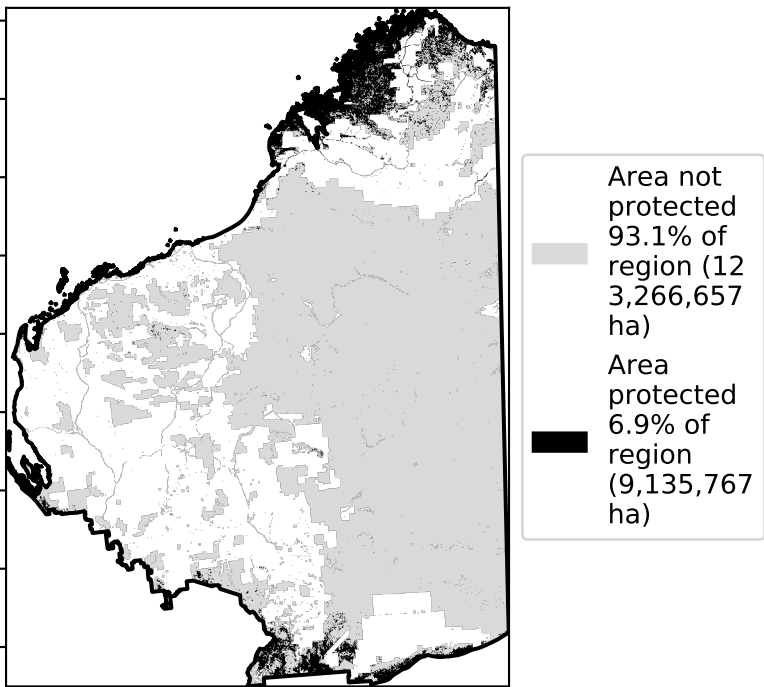 Area not
protected
93.1% of
region (12
3,266,657
ha)
Area
protected
6.9% of
region
(9,135,767
ha)